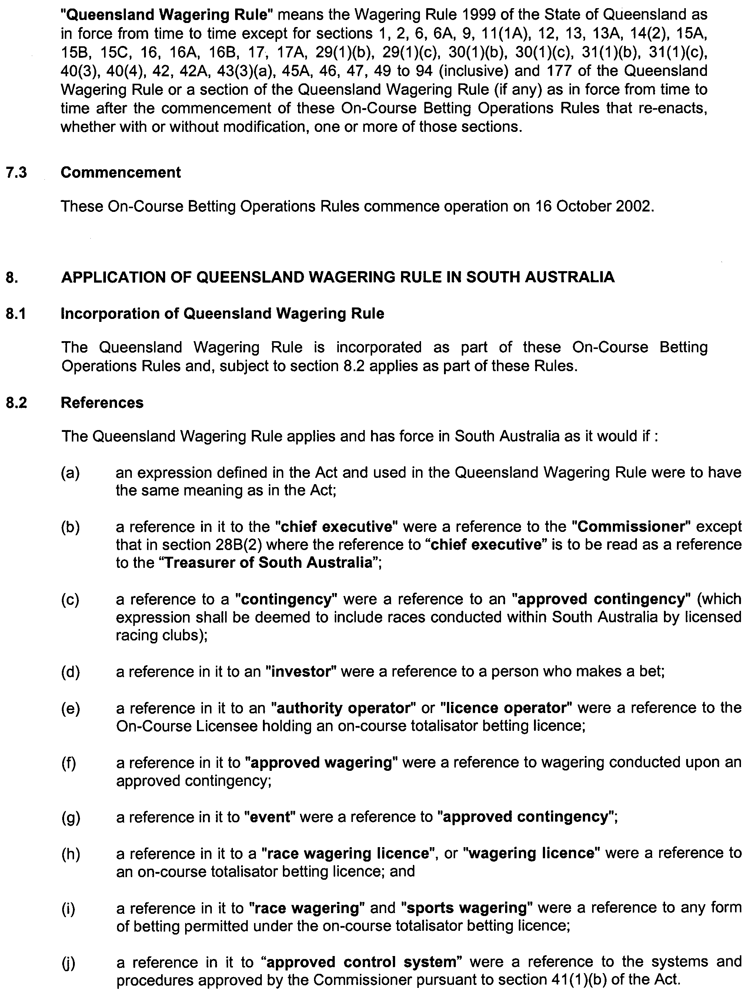 "Queensland Wagering Rule" means the Wagering Rule 1999 of the State of Queensland as
in force from time to time except for sections 1, 2, 6, 6A, 9, 11(1A), 12, 13, 13A, 14(2), 15A,
15B, 15C, 16, 16A, 16B, 17, 17A, 29(1)(b), 29(1)(c), 30(1)(b), 30(1)(c), 31(1)(b), 31(1)(c),
40(3), 40(4), 42, 42A, 43(3)(a), 45A, 46, 47, 49 to 94 (inclusive) and 177 of the Queensland
Wagering Rule or a section of the Queensland Wagering Rule (if any) as in force from time to
time after the commencement of these On-Course Betting Operations Rules that re-enacts,
whether with or without modification, one or more of those sections.
7.3 Commencement
These On-Course Betting Operations Rules commence operation on 16 October 2002.
8. APPLICATION OF QUEENSLAND WAGERING RULE IN SOUTH AUSTRALIA
8.1 Incorporation of Queensland Wagering Rule
The Queensland Wagering Rule is incorporated as part of these On-Course Betting
Operations Rules and, subject to section 8.2 applies as part of these Rules.
8.2 References
The Queensland Wagering Rule applies and has force in South Australia as it would if :
(a) an expression defined in the Act and used in the Queensland Wagering Rule were to have
the same meaning as in the Act;
(b) a reference in it to the "chief executive" were a reference to the "Commissioner" except
that in section 28B(2) where the reference to “chief executive” is to be read as a reference
to the “Treasurer of South Australia”;
(c) a reference to a "contingency" were a reference to an "approved contingency" (which
expression shall be deemed to include races conducted within South Australia by licensed
racing clubs);
(d) a reference in it to an "investor" were a reference to a person who makes a bet;
(e) a reference in it to an "authority operator" or "licence operator" were a reference to the
On-Course Licensee holding an on-course totalisator betting licence;
(f) a reference in it to "approved wagering" were a reference to wagering conducted upon an
approved contingency;
(g) a reference in it to "event" were a reference to "approved contingency";
(h) a reference in it to a "race wagering licence", or "wagering licence" were a reference to
an on-course totalisator betting licence; and
(i) a reference in it to "race wagering" and "sports wagering" were a reference to any form
of betting permitted under the on-course totalisator betting licence;
(j) a reference in it to “approved control system” were a reference to the systems and
procedures approved by the Commissioner pursuant to section 41(1)(b) of the Act.